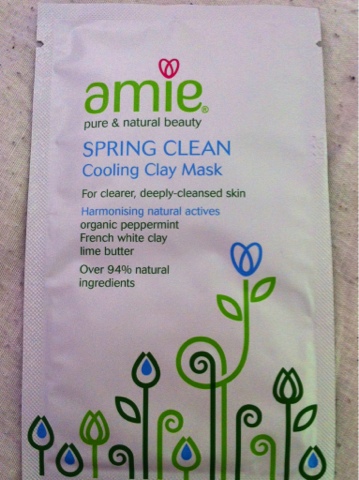 amie®
pure & natural beauty
SPRING CLEAN
Cooling Clay Mask
For clearer, deeply-cleansed skin
Harmonising natural actives
organic peppermint
French white clay
lime butter
Over 94% natural
ingredients